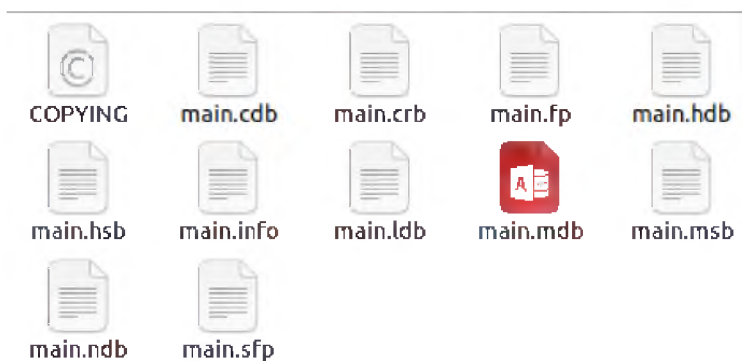 COPYING main.cdb main.crb main.fp main.hdb
main.hsb main.info main.ldb main.mdb main.msb
main.ndb main.sfp